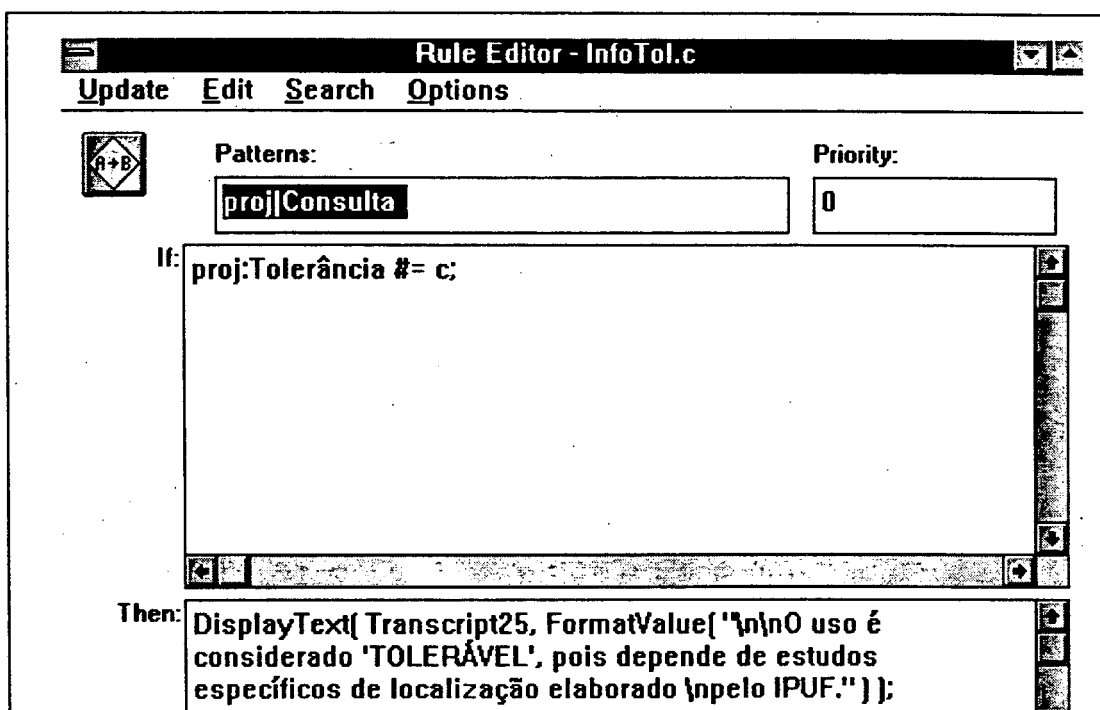 Rule Editor - InfoTol.c
Update Edit Search Options
A→B
Patterns:
Priority:
proj|Consulta
0
If:
proj:Tolerância #= c;
Then:
DisplayText( Transcript25, FormatValue( "\n\nO uso é
considerado 'TOLERÁVEL', pois depende de estudos
específicos de localização elaborado \npelo IPUF." ) );